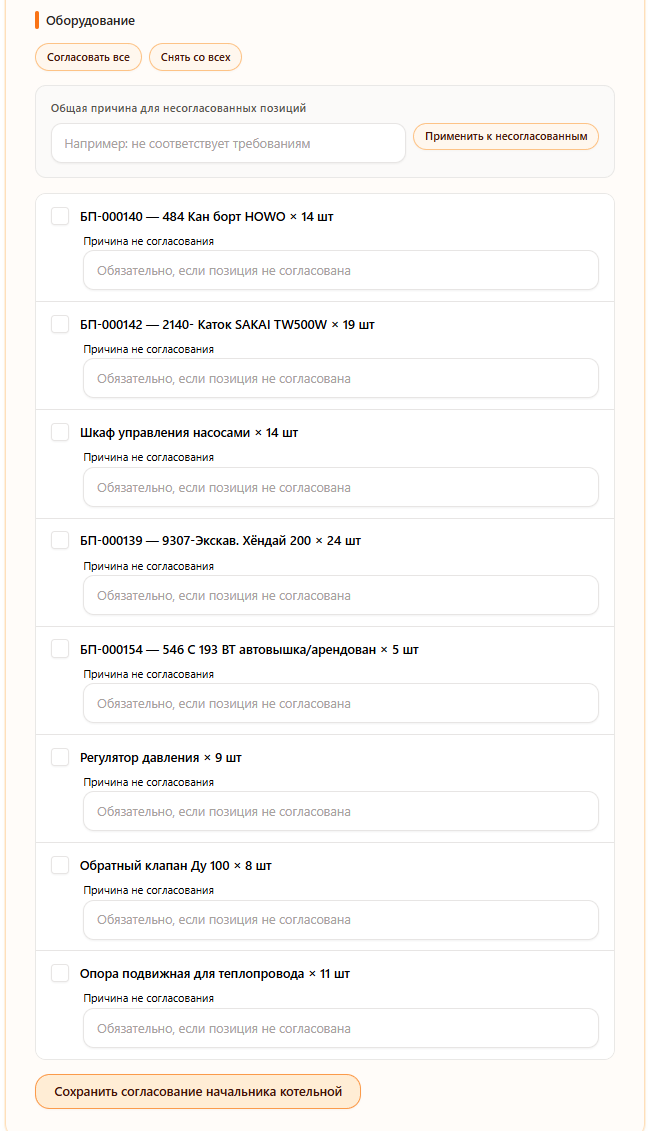 Оборудование
Согласовать все
Снять со всех
Общая причина для несогласованных позиций
Например: не соответствует требованиям
Применить к несогласованным
БП-000140 — 484 Кан борт HOWO × 14 шт
Причина не согласования
Обязательно, если позиция не согласована
БП-000142 — 2140- Каток SAKAI TW500W × 19 шт
Причина не согласования
Обязательно, если позиция не согласована
Шкаф управления насосами × 14 шт
Причина не согласования
Обязательно, если позиция не согласована
БП-000139 — 9307-Экскав. Хёндай 200 × 24 шт
Причина не согласования
Обязательно, если позиция не согласована
БП-000154 — 546 С 193 ВТ автовышка/арендован × 5 шт
Причина не согласования
Обязательно, если позиция не согласована
Регулятор давления × 9 шт
Причина не согласования
Обязательно, если позиция не согласована
Обратный клапан Ду 100 × 8 шт
Причина не согласования
Обязательно, если позиция не согласована
Опора подвижная для теплопровода × 11 шт
Причина не согласования
Обязательно, если позиция не согласована
Сохранить согласование начальника котельной